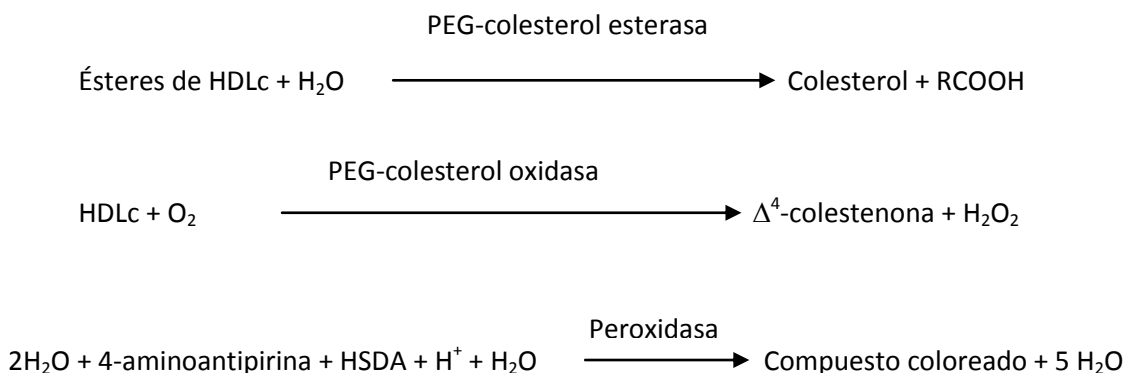 PEG-colesterol esterasa
Ésteres de HDLc + H₂O Colesterol + RCOOH
PEG-colesterol oxidasa
HDLc + O₂ Δ⁴-colestenona + H₂O₂
Peroxidasa
2H₂O + 4-aminoantipirina + HSDA + H⁺ + H₂O Compuesto coloreado + 5 H₂O